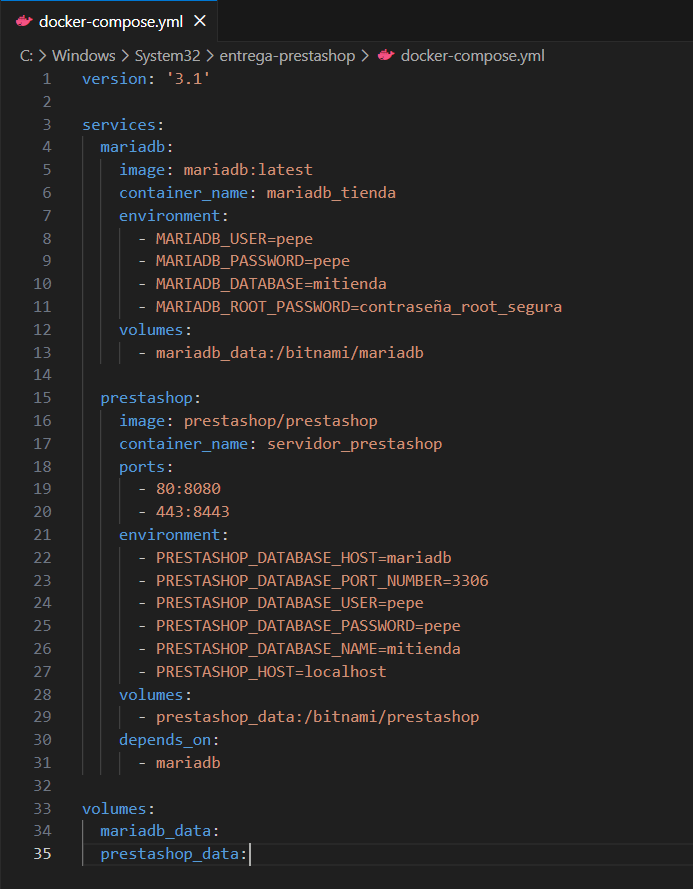 docker-compose.yml
C: > Windows > System32 > entrega-prestashop > docker-compose.yml
1 version: '3.1'
2
3 services:
4   mariadb:
5     image: mariadb:latest
6     container_name: mariadb_tienda
7     environment:
8       - MARIADB_USER=pepe
9       - MARIADB_PASSWORD=pepe
10       - MARIADB_DATABASE=mitienda
11       - MARIADB_ROOT_PASSWORD=contraseña_root_segura
12     volumes:
13       - mariadb_data:/bitnami/mariadb
14
15   prestashop:
16     image: prestashop/prestashop
17     container_name: servidor_prestashop
18     ports:
19       - 80:8080
20       - 443:8443
21     environment:
22       - PRESTASHOP_DATABASE_HOST=mariadb
23       - PRESTASHOP_DATABASE_PORT_NUMBER=3306
24       - PRESTASHOP_DATABASE_USER=pepe
25       - PRESTASHOP_DATABASE_PASSWORD=pepe
26       - PRESTASHOP_DATABASE_NAME=mitienda
27       - PRESTASHOP_HOST=localhost
28     volumes:
29       - prestashop_data:/bitnami/prestashop
30     depends_on:
31       - mariadb
32
33 volumes:
34   mariadb_data:
35   prestashop_data: